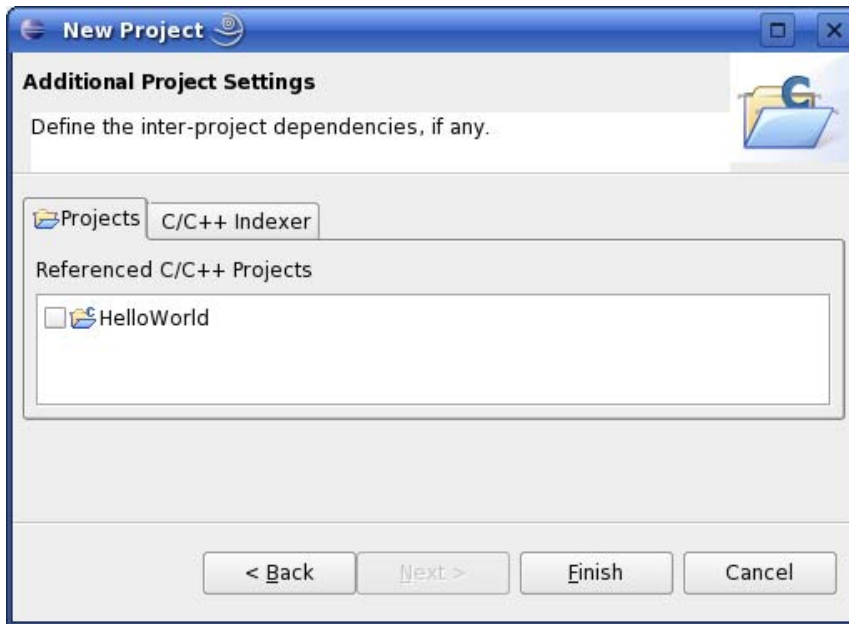 New Project
Additional Project Settings
Define the inter-project dependencies, if any.
Projects
C/C++ Indexer
Referenced C/C++ Projects
HelloWorld
< Back
Next >
Finish
Cancel